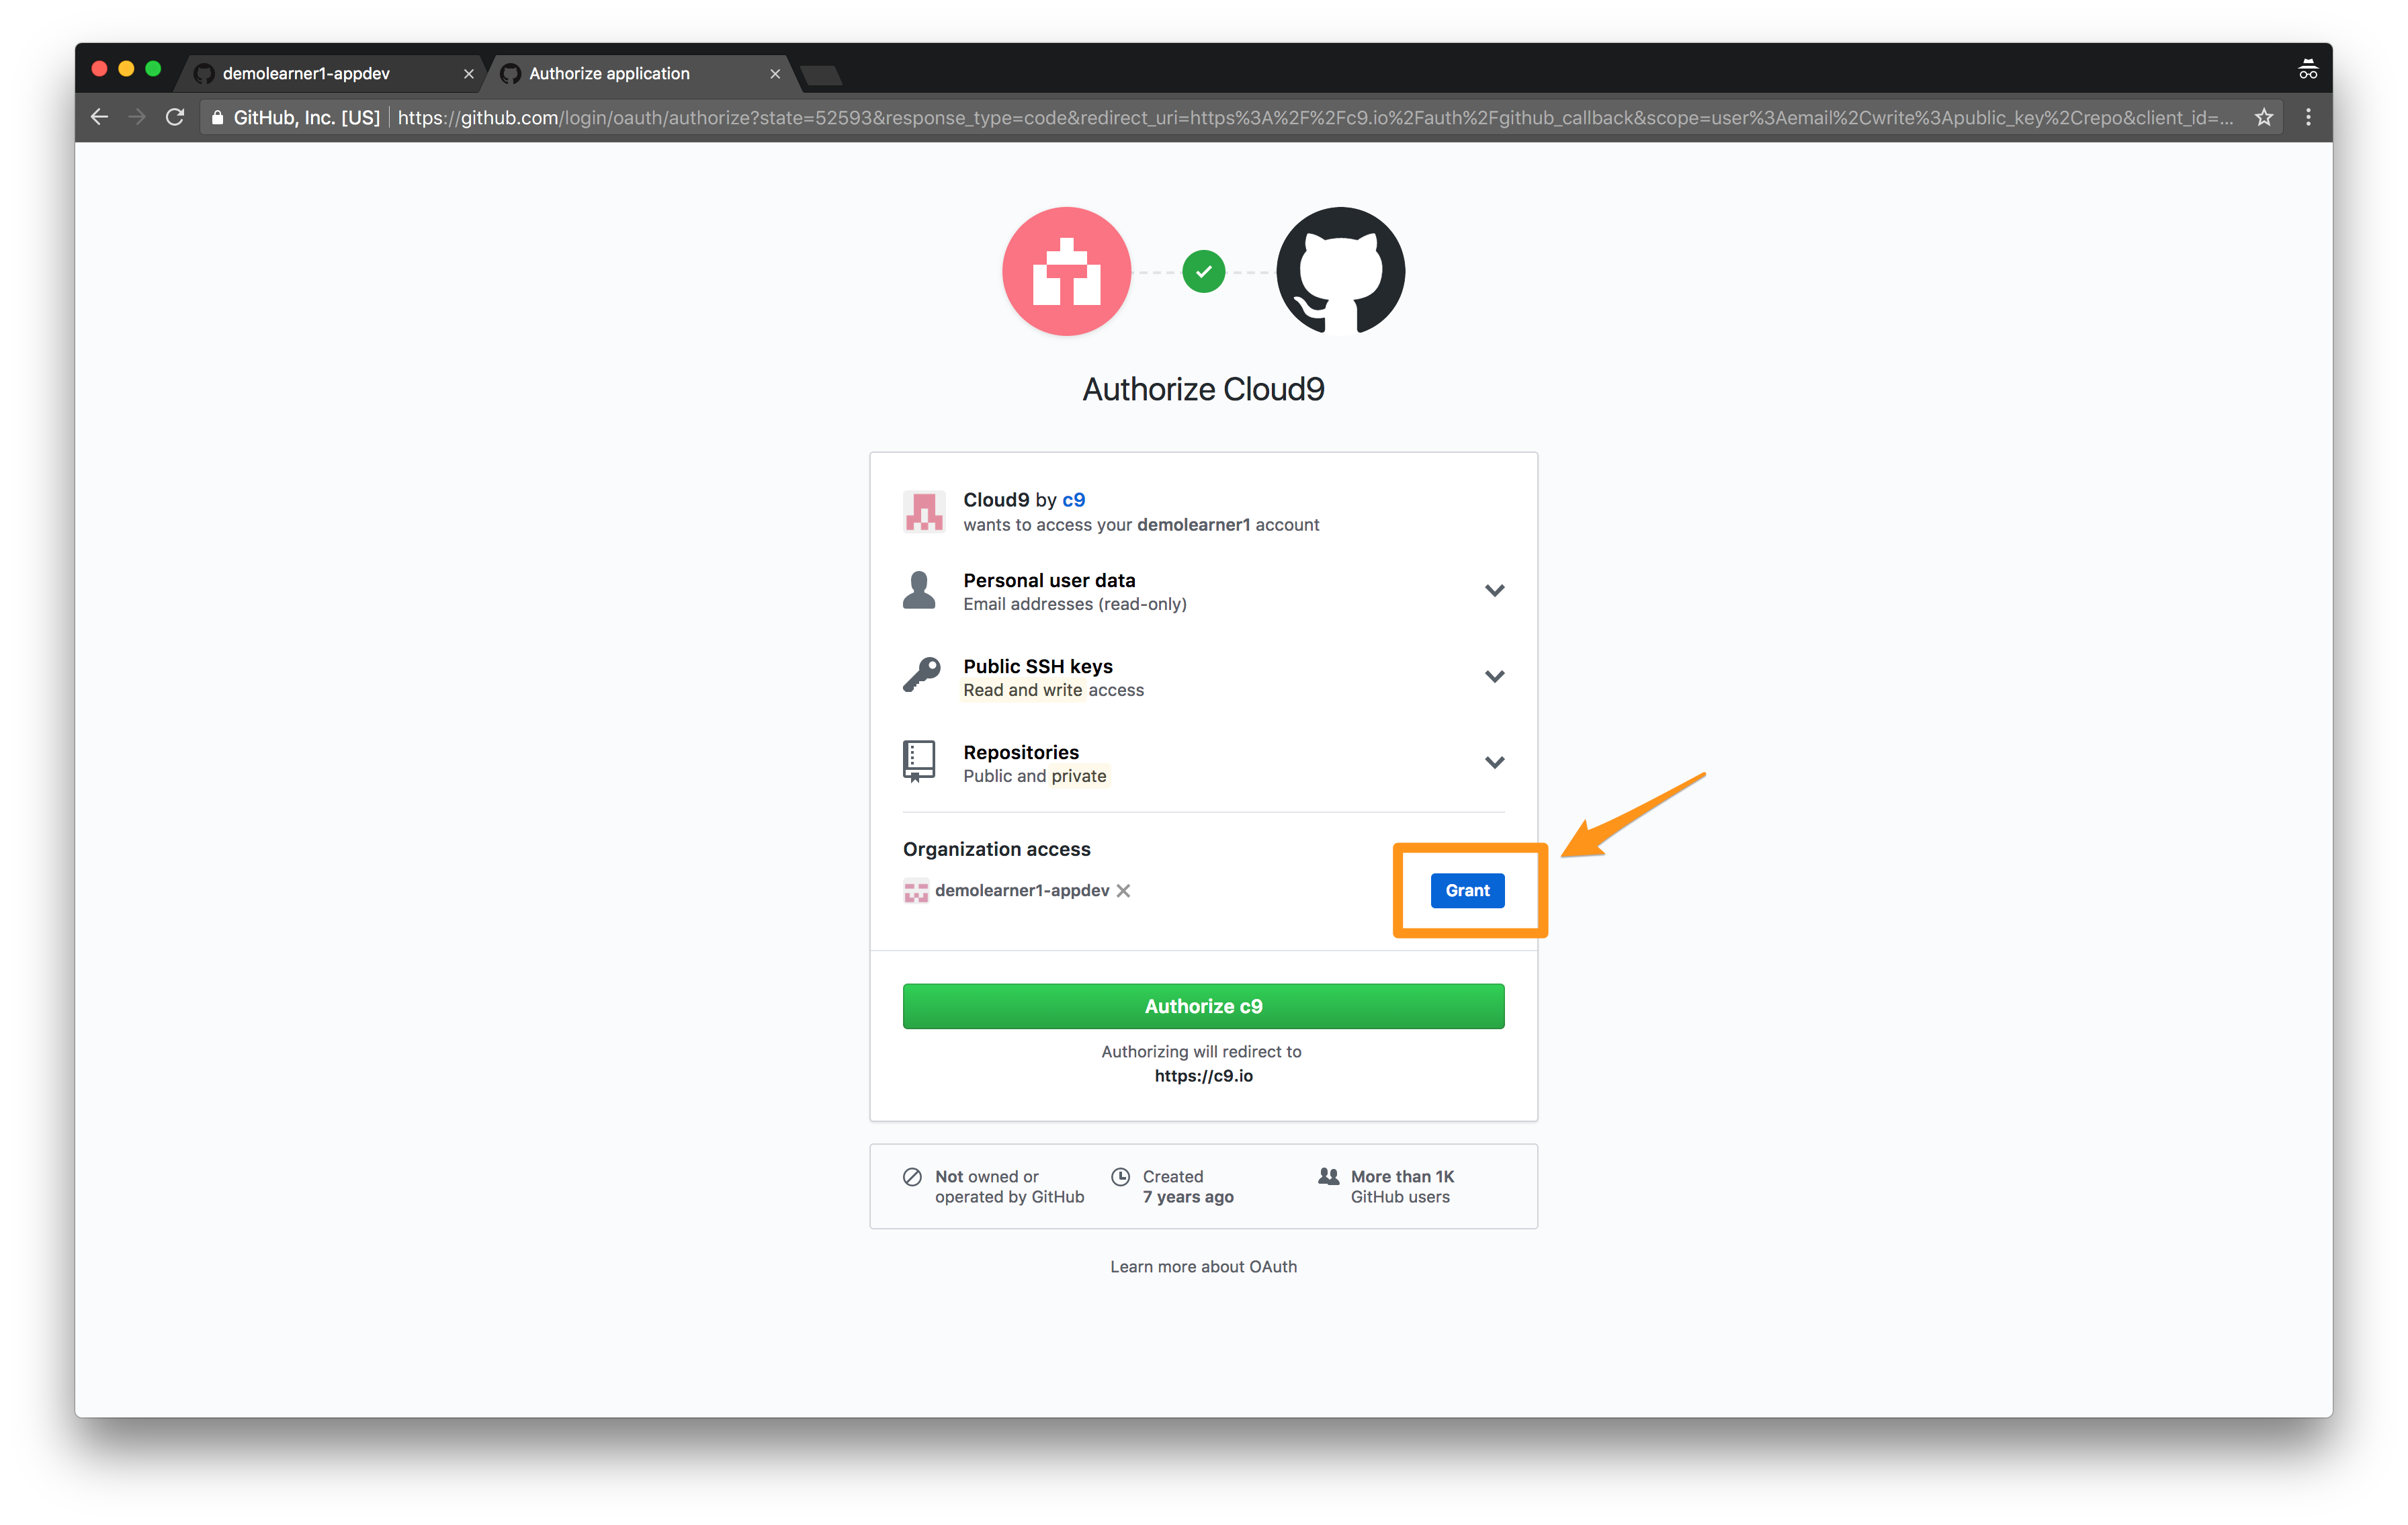 demolearner1-appdev
Authorize application
GitHub, Inc. [US] https://github.com/login/oauth/authorize?state=52593&response_type=code&redirect_uri=https%3A%2F%2Fc9.io%2Fauth%2Fgithub_callback&scope=user%3Aemail%2Cwrite%3Apublic_key%2Crepo&client_id=...
Authorize Cloud9
Cloud9 by c9
wants to access your demolearner1 account
Personal user data
Email addresses (read-only)
Public SSH keys
Read and write access
Repositories
Public and private
Organization access
demolearner1-appdev
Grant
Authorize c9
Authorizing will redirect to
https://c9.io
Not owned or
operated by GitHub
Created
7 years ago
More than 1K
GitHub users
Learn more about OAuth